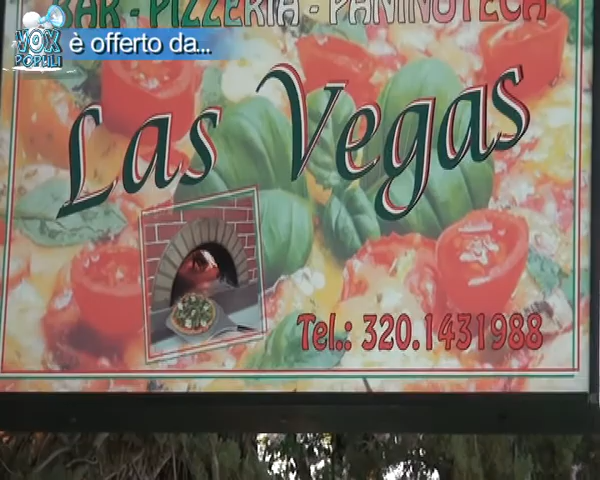 BAR - PIZZERIA - PANINOTECA
VOX
POPULI
è offerto da...
Las Vegas
Tel.: 320.1431988